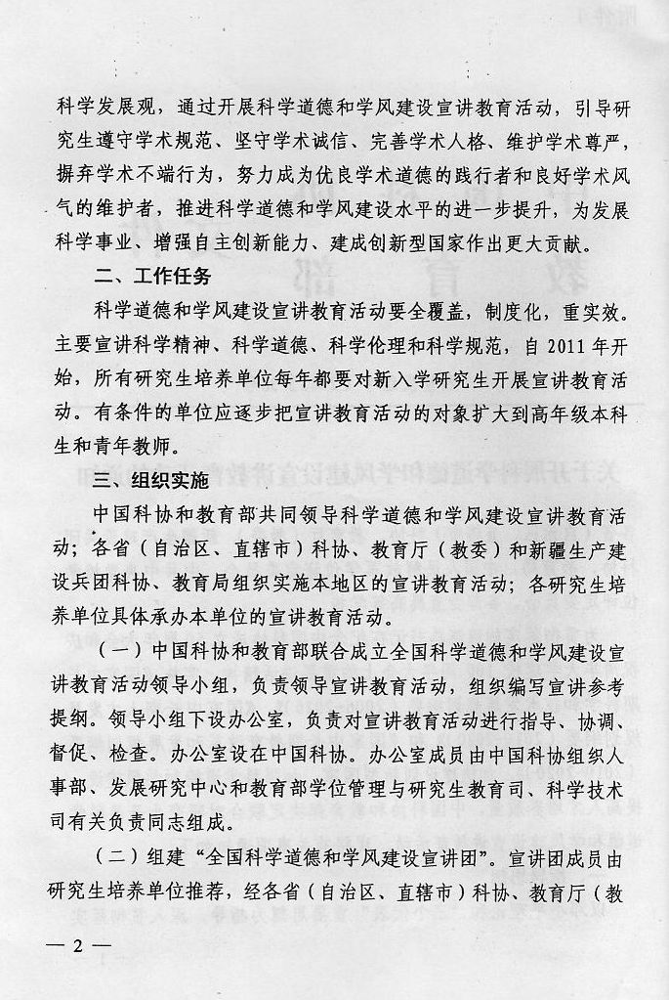 科学发展观，通过开展科学道德和学风建设宣讲教育活动，引导研
究生遵守学术规范、坚守学术诚信、完善学术人格、维护学术尊严，
摒弃学术不端行为，努力成为优良学术道德的践行者和良好学术风
气的维护者，推进科学道德和学风建设水平的进一步提升，为发展
科学事业、增强自主创新能力、建成创新型国家作出更大贡献。
二、工作任务
科学道德和学风建设宣讲教育活动要全覆盖，制度化，重实效。
主要宣讲科学精神、科学道德、科学伦理和科学规范，自 2011 年开
始，所有研究生培养单位每年都要对新入学研究生开展宣讲教育活
动。有条件的单位应逐步把宣讲教育活动的对象扩大到高年级本科
生和青年教师。
三、组织实施
中国科协和教育部共同领导科学道德和学风建设宣讲教育活
动；各省（自治区、直辖市）科协、教育厅（教委）和新疆生产建
设兵团科协、教育局组织实施本地区的宣讲教育活动；各研究生培
养单位具体承办本单位的宣讲教育活动。
（一）中国科协和教育部联合成立全国科学道德和学风建设宣
讲教育活动领导小组，负责领导宣讲教育活动，组织编写宣讲参考
提纲。领导小组下设办公室，负责对宣讲教育活动进行指导、协调、
督促、检查。办公室设在中国科协。办公室成员由中国科协组织人
事部、发展研究中心和教育部学位管理与研究生教育司、科学技术
司有关负责同志组成。
（二）组建“全国科学道德和学风建设宣讲团”。宣讲团成员由
研究生培养单位推荐，经各省（自治区、直辖市）科协、教育厅（教
— 2 —